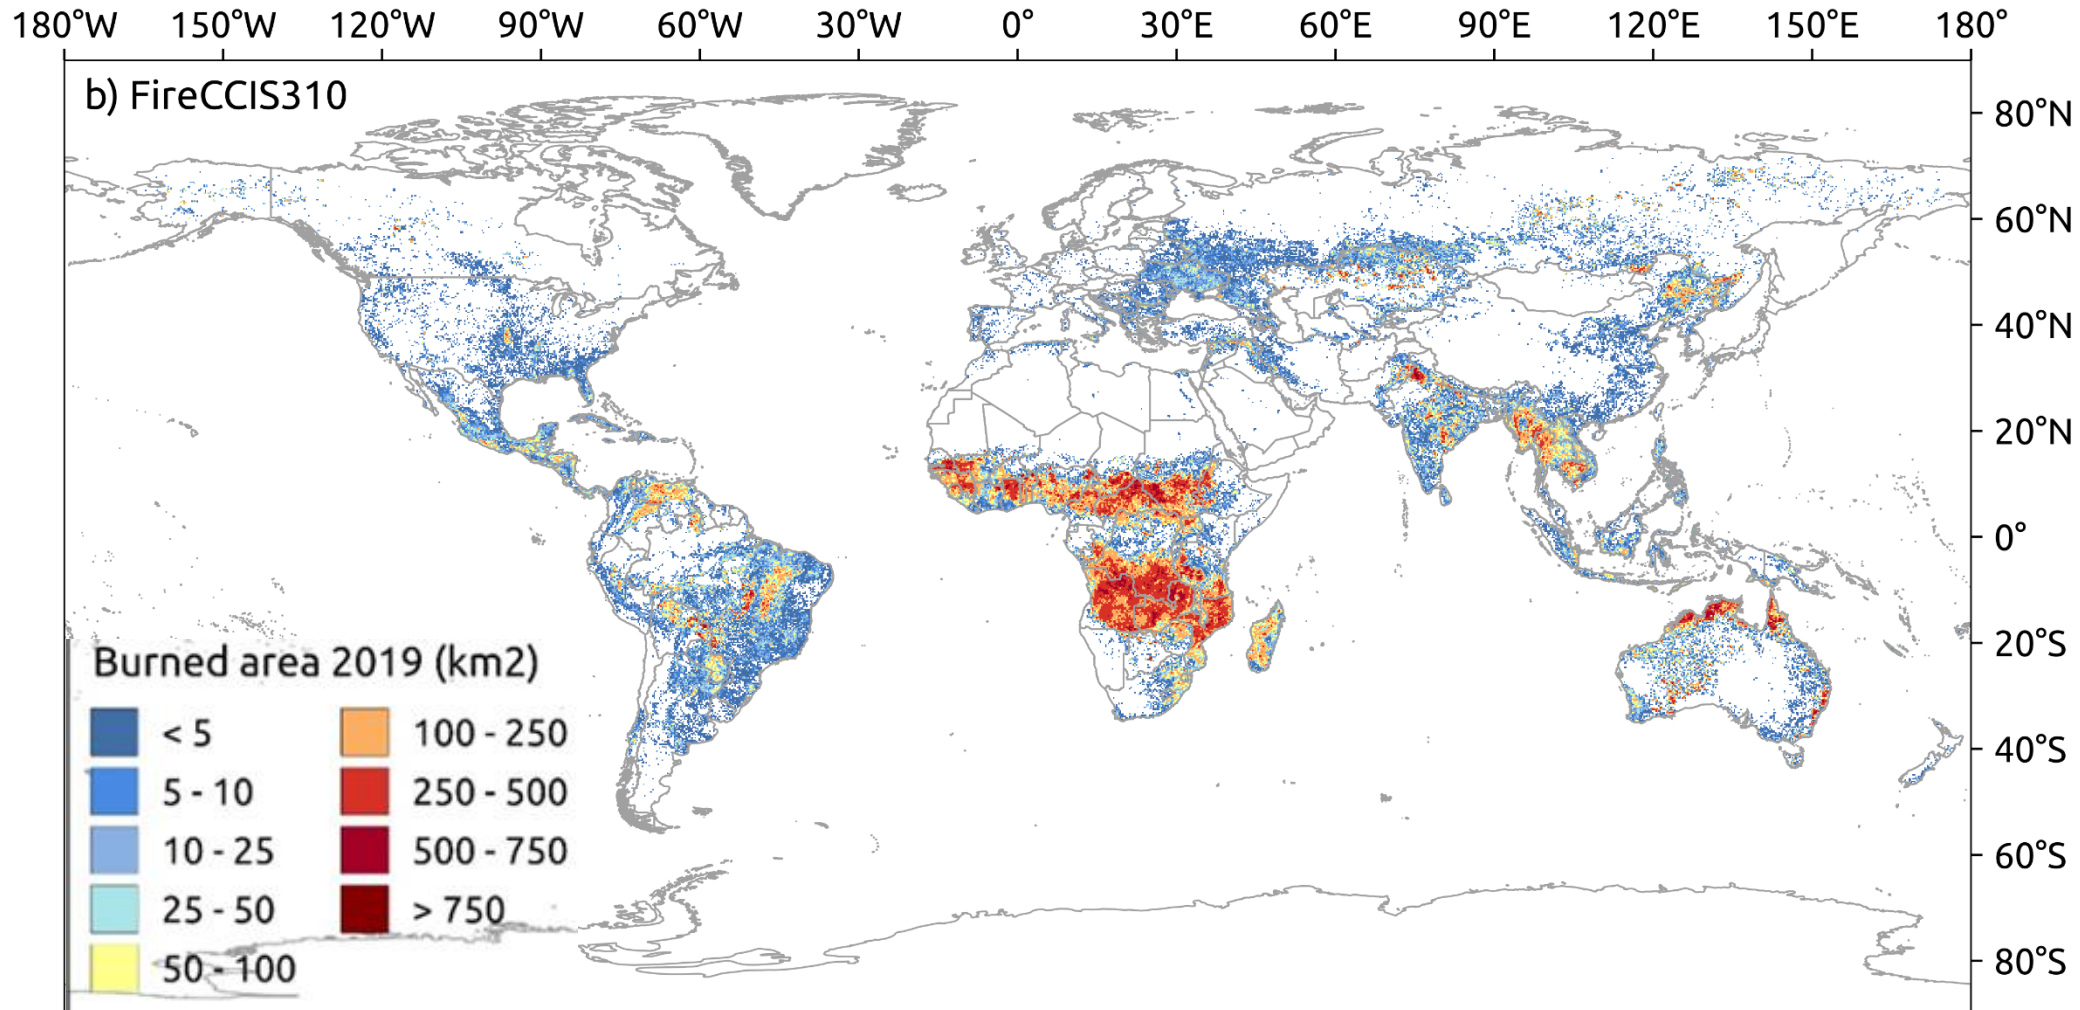 180°W 150°W 120°W 90°W 60°W 30°W 0° 30°E 60°E 90°E 120°E 150°E 180°
b) FireCCIS310
80°N
60°N
40°N
20°N
0°
20°S
40°S
60°S
80°S
Burned area 2019 (km2)
< 5
5 - 10
10 - 25
25 - 50
50 - 100
100 - 250
250 - 500
500 - 750
> 750